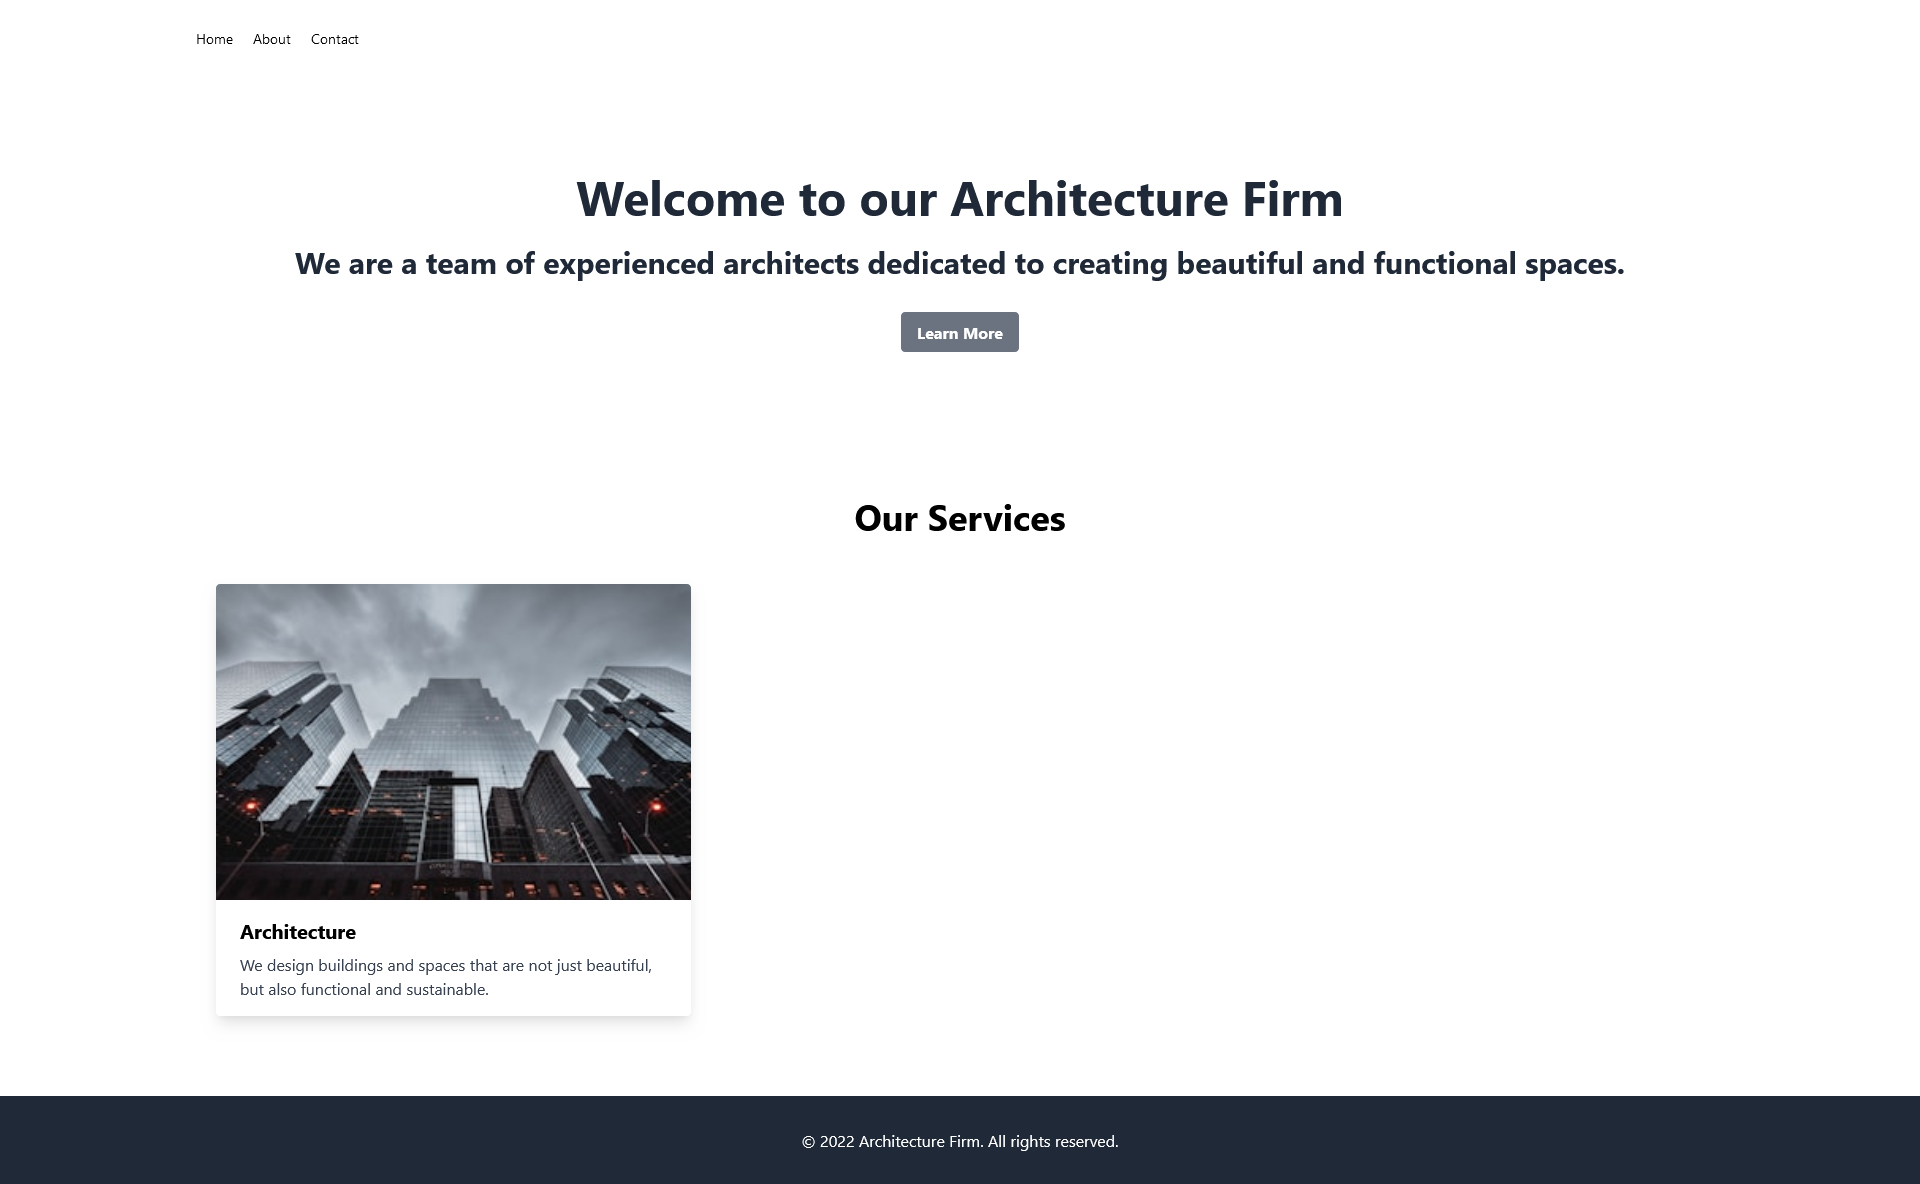 Home About Contact
Welcome to our Architecture Firm
We are a team of experienced architects dedicated to creating beautiful and functional spaces.
Learn More
Our Services
Architecture
We design buildings and spaces that are not just beautiful,
but also functional and sustainable.
© 2022 Architecture Firm. All rights reserved.